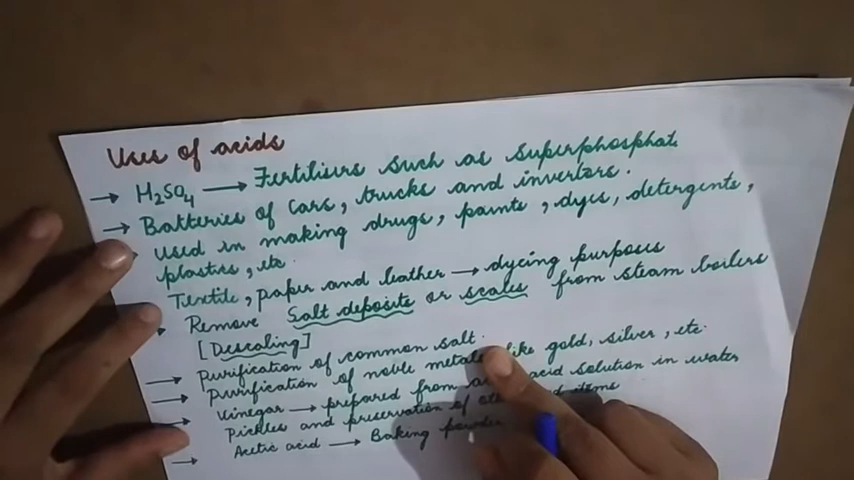 Uses of acids
→ H2SO4 → Fertilisers such as superphosphate
→ Batteries of Cars, trucks and invertors.
used in making drugs, paints, dyes, detergents,
plastics, etc.
Textile, paper and leather → dyeing purposes
Remove Salt deposits or scales from steam boilers
[Descaling]
→ Purification of common salt.
→ Purification of noble metals like gold, silver, etc.
Vinegar → prepared from acid solution in water
Pickles and preservation of items
→ Acetic acid → Baking powder